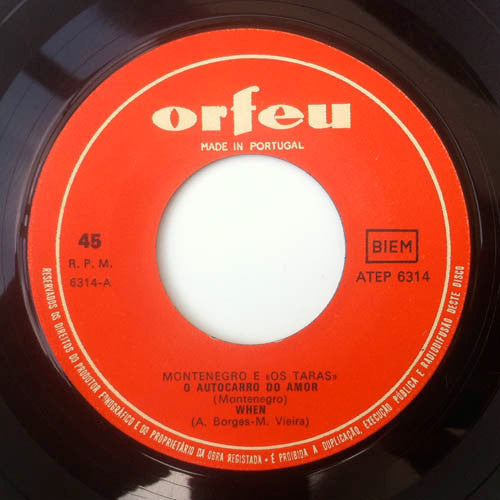 orfeu
MADE IN PORTUGAL
45
R. P. M.
6314-A
BIEM
ATEP 6314
MONTENEGRO E «OS TARAS»
O AUTOCARRO DO AMOR
(Montenegro)
WHEN
(A. Borges-M. Vieira)
RESERVADOS OS DIREITOS DO PRODUTOR FONOGRÁFICO E DO PROPRIETÁRIO DA OBRA REGISTADA • É PROIBIDA A DUPLICAÇÃO, EXECUÇÃO PÚBLICA E RADIODIFUSÃO DESTE DISCO